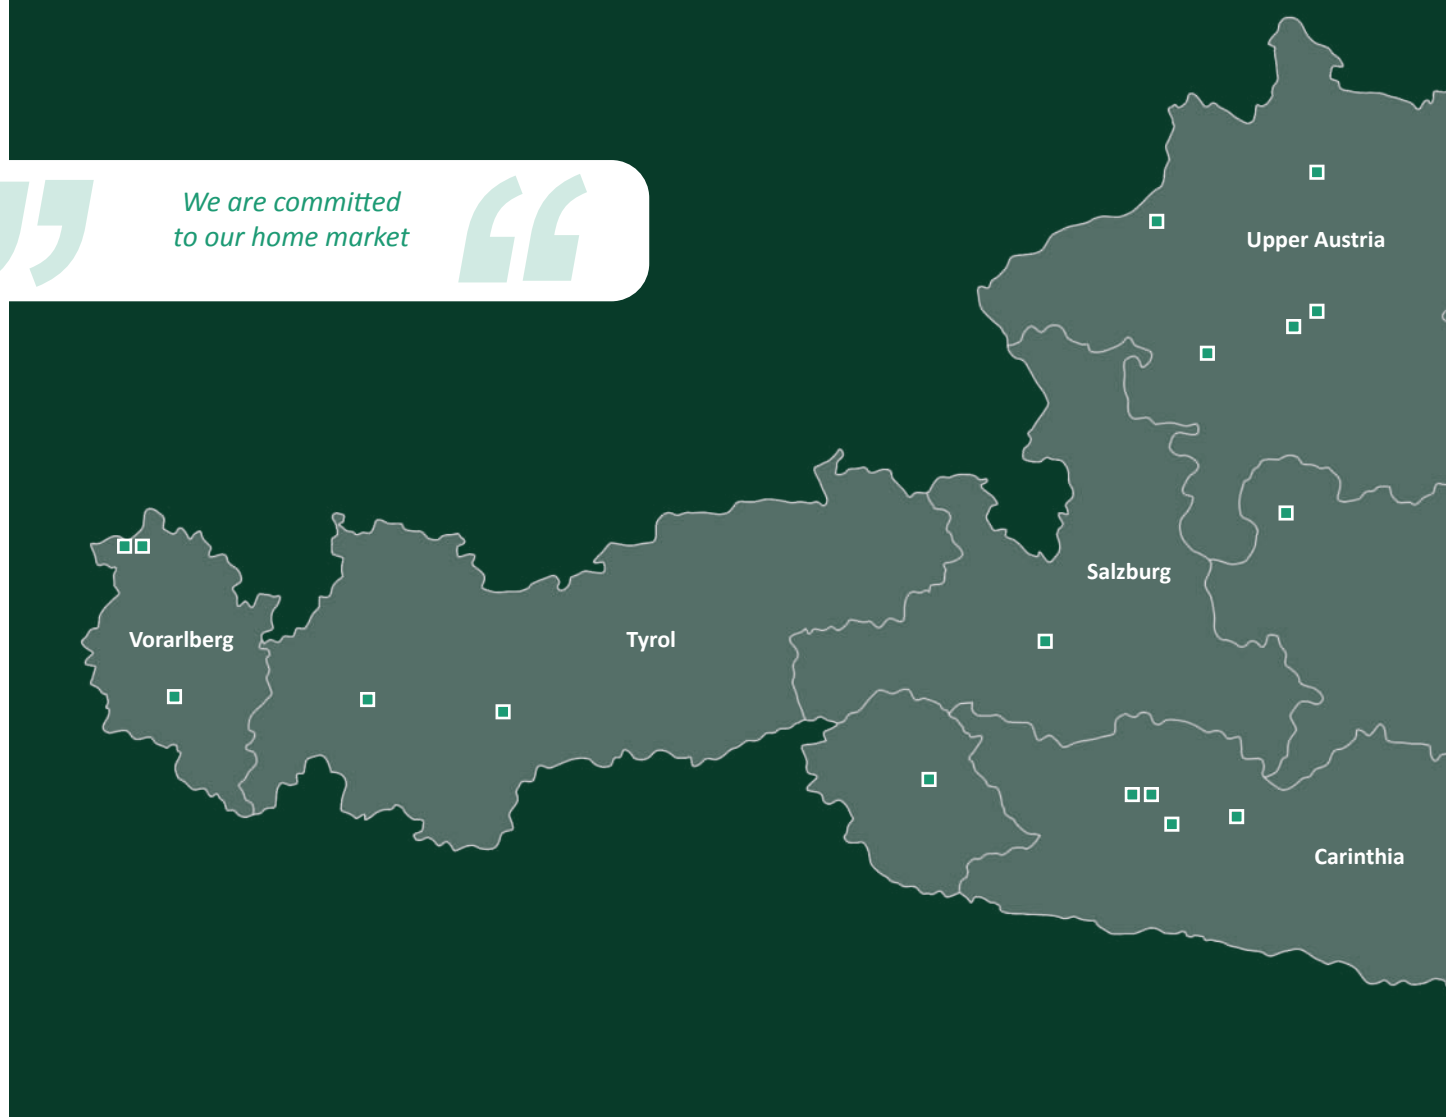 We are committed
to our home market
Upper Austria
Salzburg
Vorarlberg
Tyrol
Carinthia